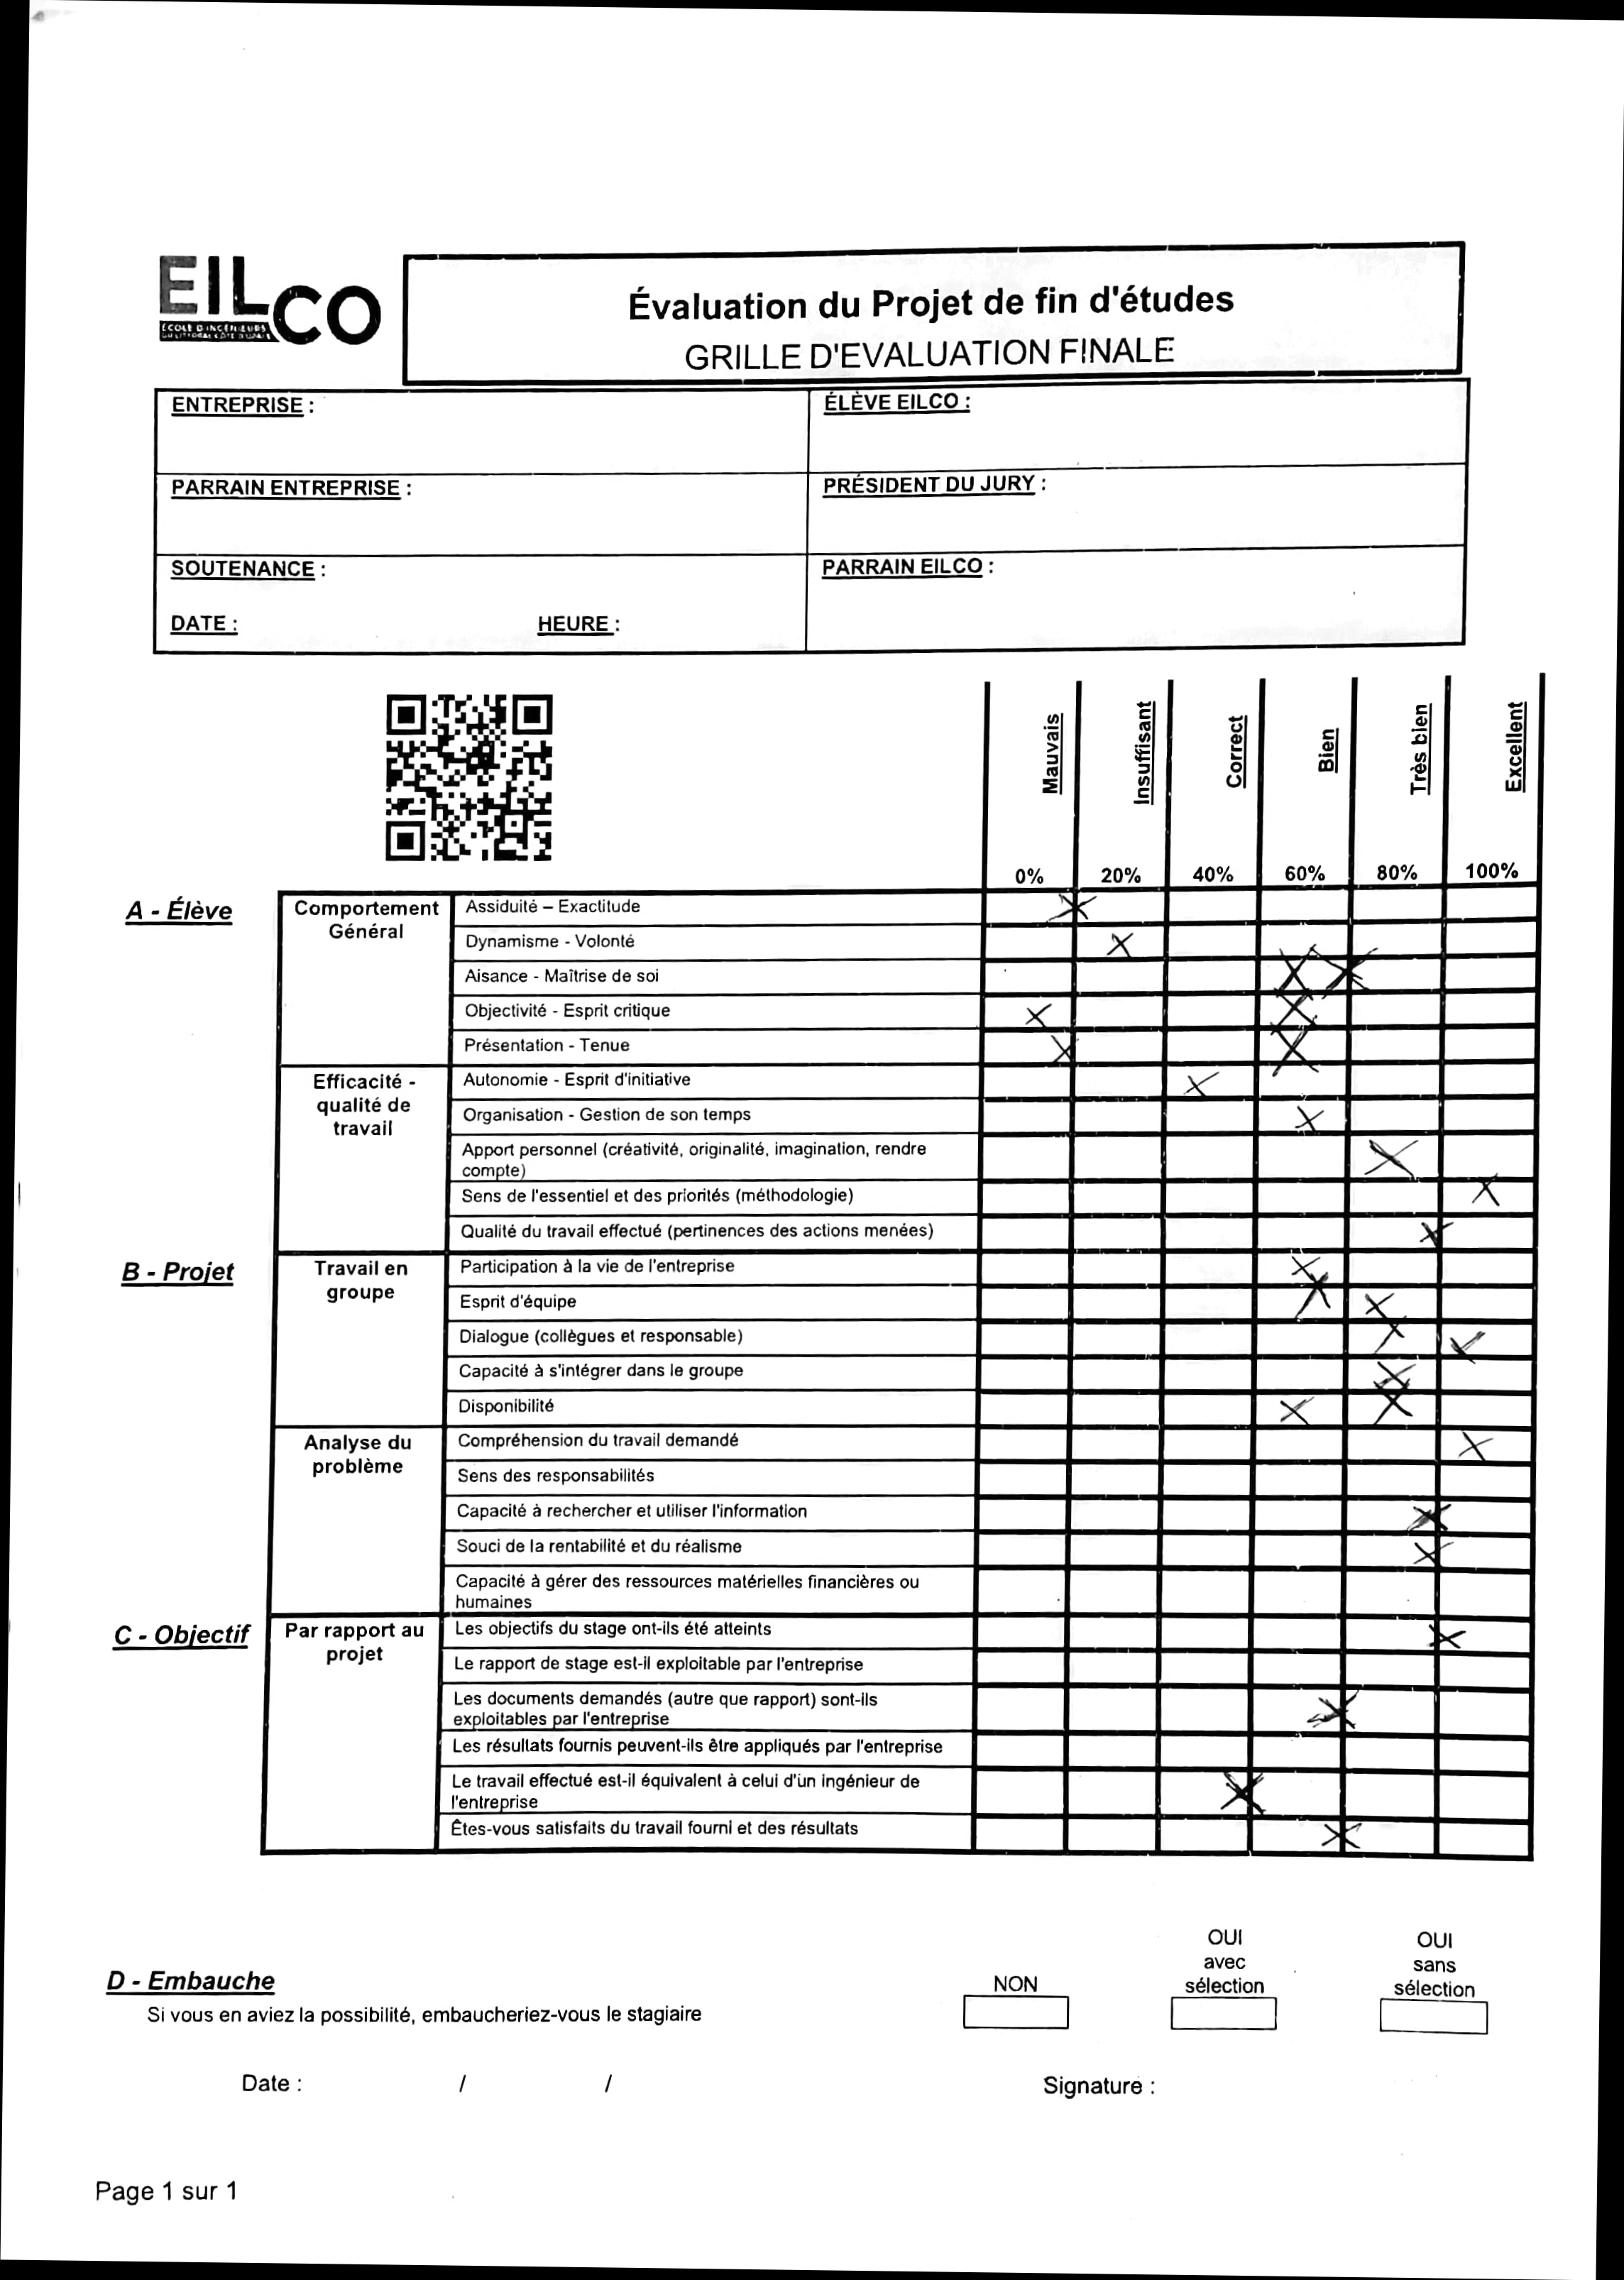 EILCO
ÉCOLE D'INGÉNIEURS
DU LITTORAL CÔTE D'OPALE
Évaluation du Projet de fin d'études
GRILLE D'EVALUATION FINALE
ENTREPRISE :
ÉLÈVE EILCO :
PARRAIN ENTREPRISE :
PRÉSIDENT DU JURY :
SOUTENANCE :
PARRAIN EILCO :
DATE :
HEURE :
Mauvais
Insuffisant
Correct
Bien
Très bien
Excellent
0% 20% 40% 60% 80% 100%
A - Élève
Comportement
Général
Assiduité – Exactitude
Dynamisme - Volonté
Aisance - Maîtrise de soi
Objectivité - Esprit critique
Présentation - Tenue
Efficacité -
qualité de
travail
Autonomie - Esprit d'initiative
Organisation - Gestion de son temps
Apport personnel (créativité, originalité, imagination, rendre
compte)
Sens de l'essentiel et des priorités (méthodologie)
Qualité du travail effectué (pertinences des actions menées)
B - Projet
Travail en
groupe
Participation à la vie de l'entreprise
Esprit d'équipe
Dialogue (collègues et responsable)
Capacité à s'intégrer dans le groupe
Disponibilité
Analyse du
problème
Compréhension du travail demandé
Sens des responsabilités
Capacité à rechercher et utiliser l'information
Souci de la rentabilité et du réalisme
Capacité à gérer des ressources matérielles financières ou
humaines
C - Objectif
Par rapport au
projet
Les objectifs du stage ont-ils été atteints
Le rapport de stage est-il exploitable par l'entreprise
Les documents demandés (autre que rapport) sont-ils
exploitables par l'entreprise
Les résultats fournis peuvent-ils être appliqués par l'entreprise
Le travail effectué est-il équivalent à celui d'un ingénieur de
l'entreprise
Êtes-vous satisfaits du travail fourni et des résultats
D - Embauche
Si vous en aviez la possibilité, embaucheriez-vous le stagiaire
NON
OUI
avec
sélection
OUI
sans
sélection
Date : / /
Signature :
Page 1 sur 1